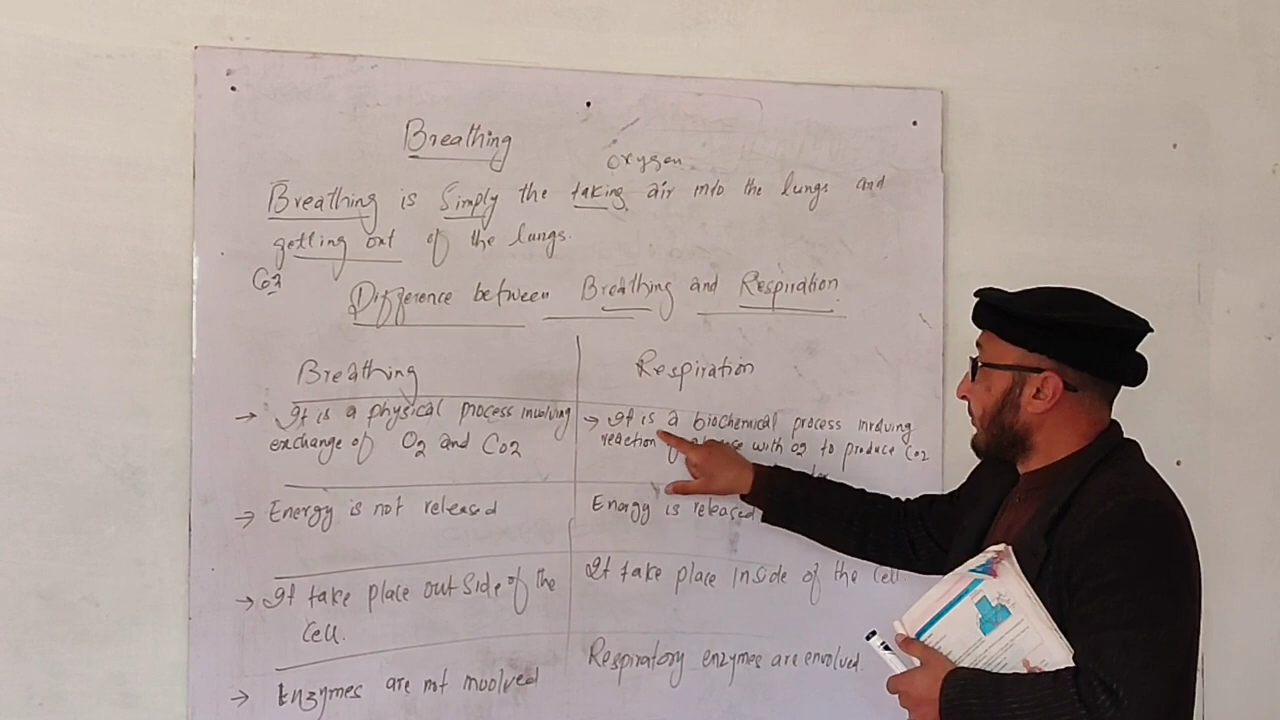 Breathing
oxygen
Breathing is Simply the taking air into the lungs and
getting out of the lungs.
Co2
Difference between Breathing and Respiration
Breathing
Respiration
→ It is a physical process involving
exchange of O2 and Co2
→ It is a biochemical process involving
reaction with O2 to produce Co2
→ Energy is not released
Energy is released
→ It take place out Side of the
Cell.
It take place inside of the Cell.
→ Enzymes are not involved
Respiratory enzymes are envolved.